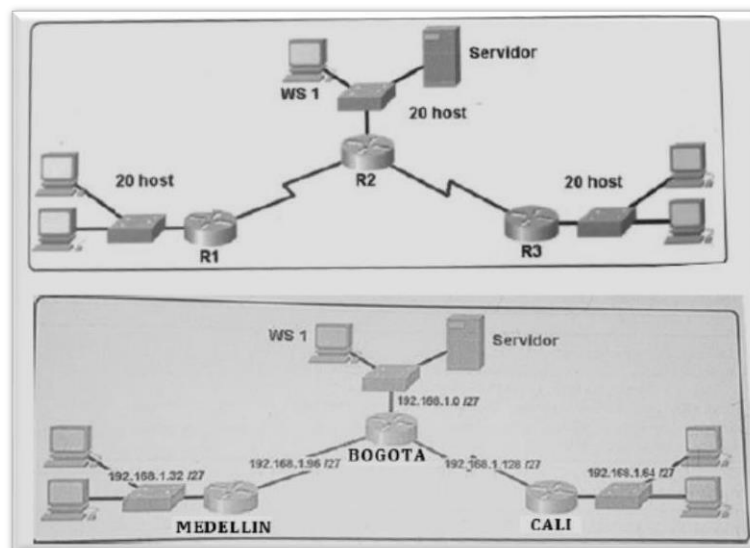 Servidor
WS 1
20 host
R2
20 host
20 host
R1
R3
WS 1
Servidor
192.168.1.0 /27
BOGOTA
192.168.1.96 /27
192.168.1.128 /27
192.168.1.32 /27
192.168.1.64 /27
MEDELLIN
CALI